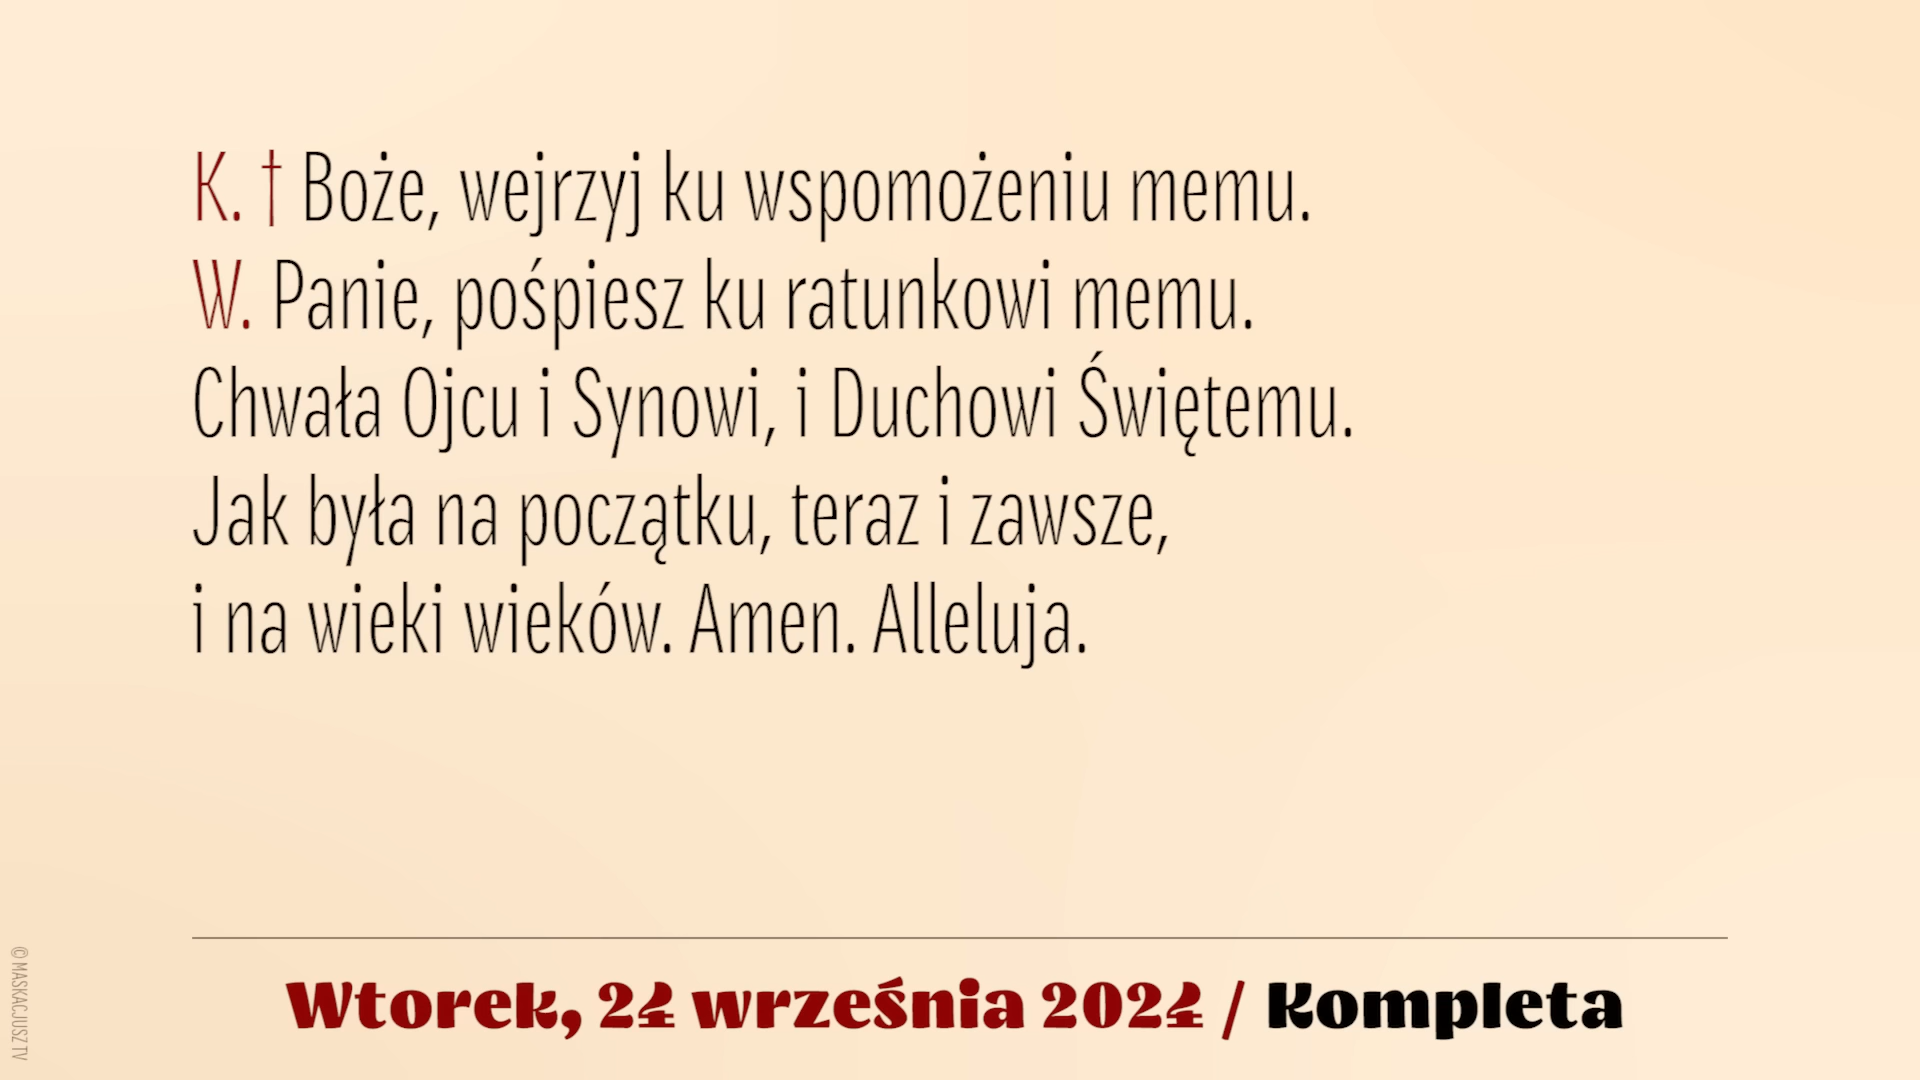 K. † Boże, wejrzyj ku wspomożeniu memu.
W. Panie, pośpiesz ku ratunkowi memu.
Chwała Ojcu i Synowi, i Duchowi Świętemu.
Jak była na początku, teraz i zawsze,
i na wieki wieków. Amen. Alleluja.
© MASKACJUSZ TV
Wtorek, 24 września 2024 / Kompleta